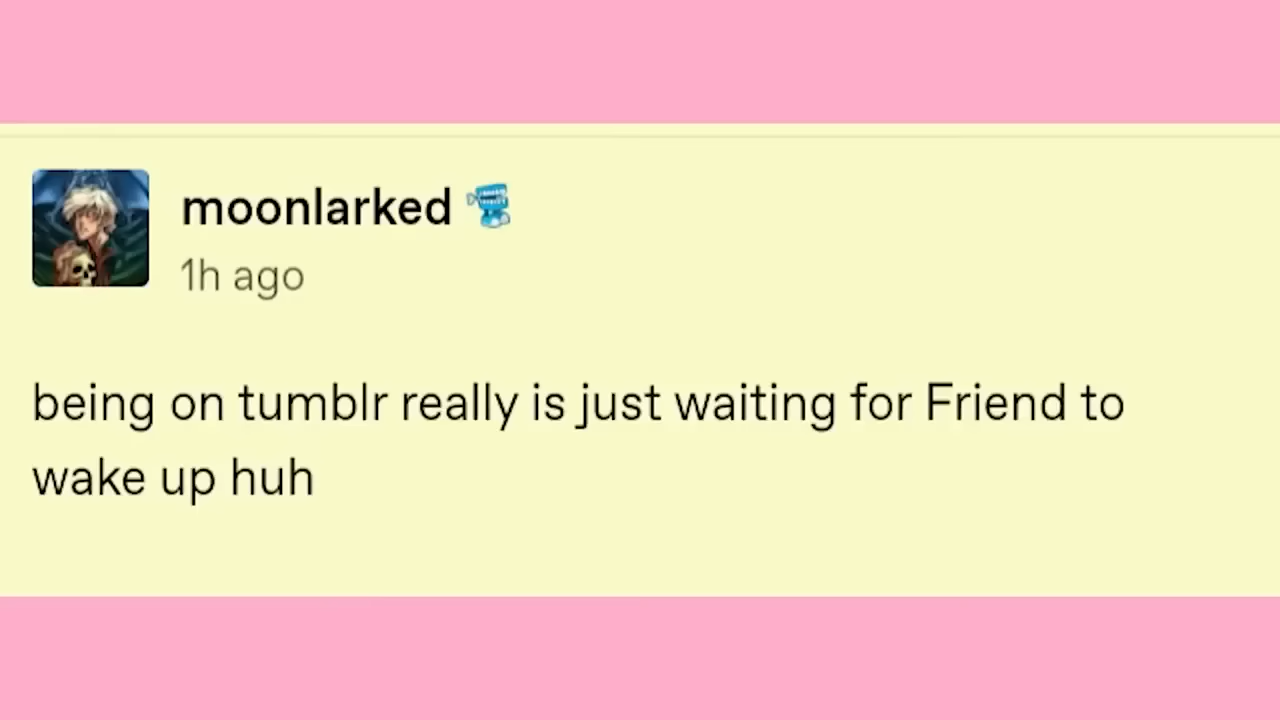 moonlarked
1h ago
being on tumblr really is just waiting for Friend to
wake up huh